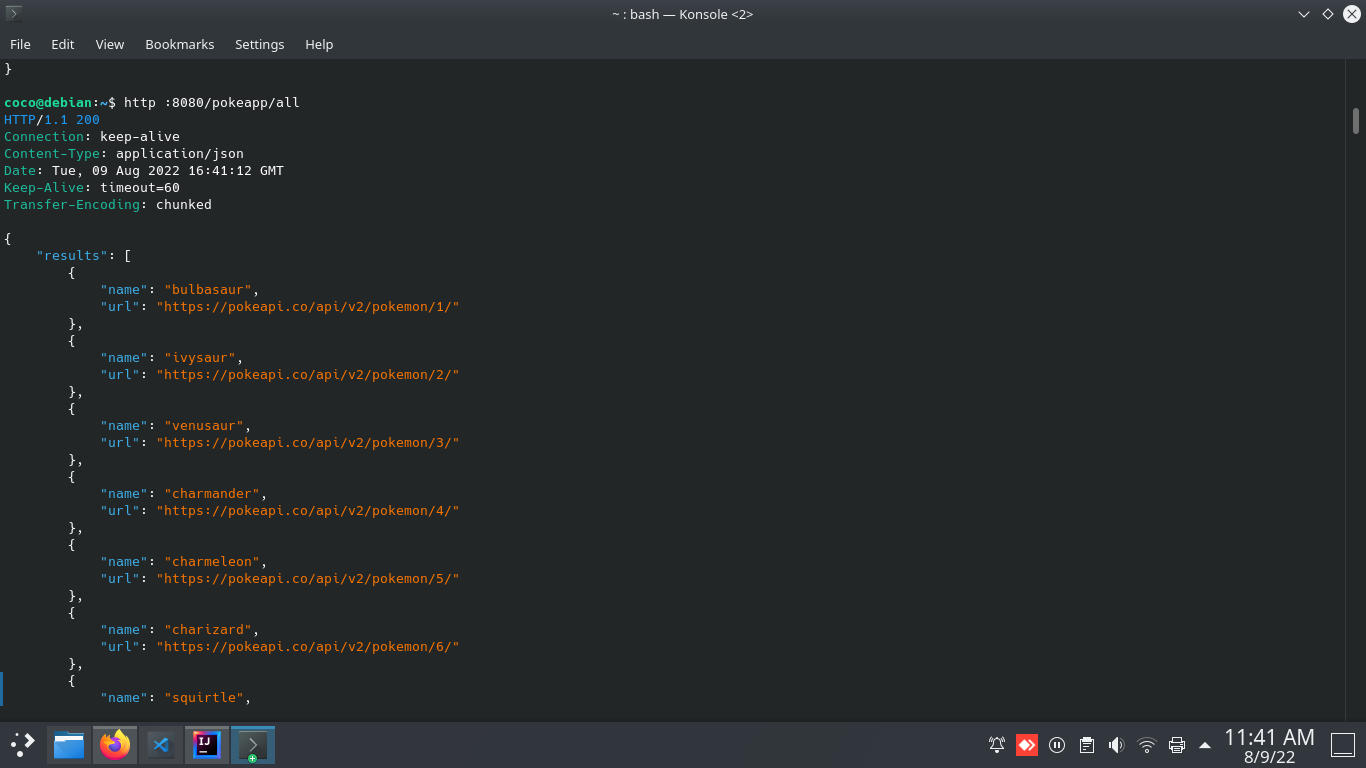 ~ : bash — Konsole <2>
File Edit View Bookmarks Settings Help
}
coco@debian:~$ http :8080/pokeapp/all
HTTP/1.1 200
Connection: keep-alive
Content-Type: application/json
Date: Tue, 09 Aug 2022 16:41:12 GMT
Keep-Alive: timeout=60
Transfer-Encoding: chunked
{
"results": [
{
"name": "bulbasaur",
"url": "https://pokeapi.co/api/v2/pokemon/1/"
},
{
"name": "ivysaur",
"url": "https://pokeapi.co/api/v2/pokemon/2/"
},
{
"name": "venusaur",
"url": "https://pokeapi.co/api/v2/pokemon/3/"
},
{
"name": "charmander",
"url": "https://pokeapi.co/api/v2/pokemon/4/"
},
{
"name": "charmeleon",
"url": "https://pokeapi.co/api/v2/pokemon/5/"
},
{
"name": "charizard",
"url": "https://pokeapi.co/api/v2/pokemon/6/"
},
{
"name": "squirtle",
IJ
11:41 AM
8/9/22